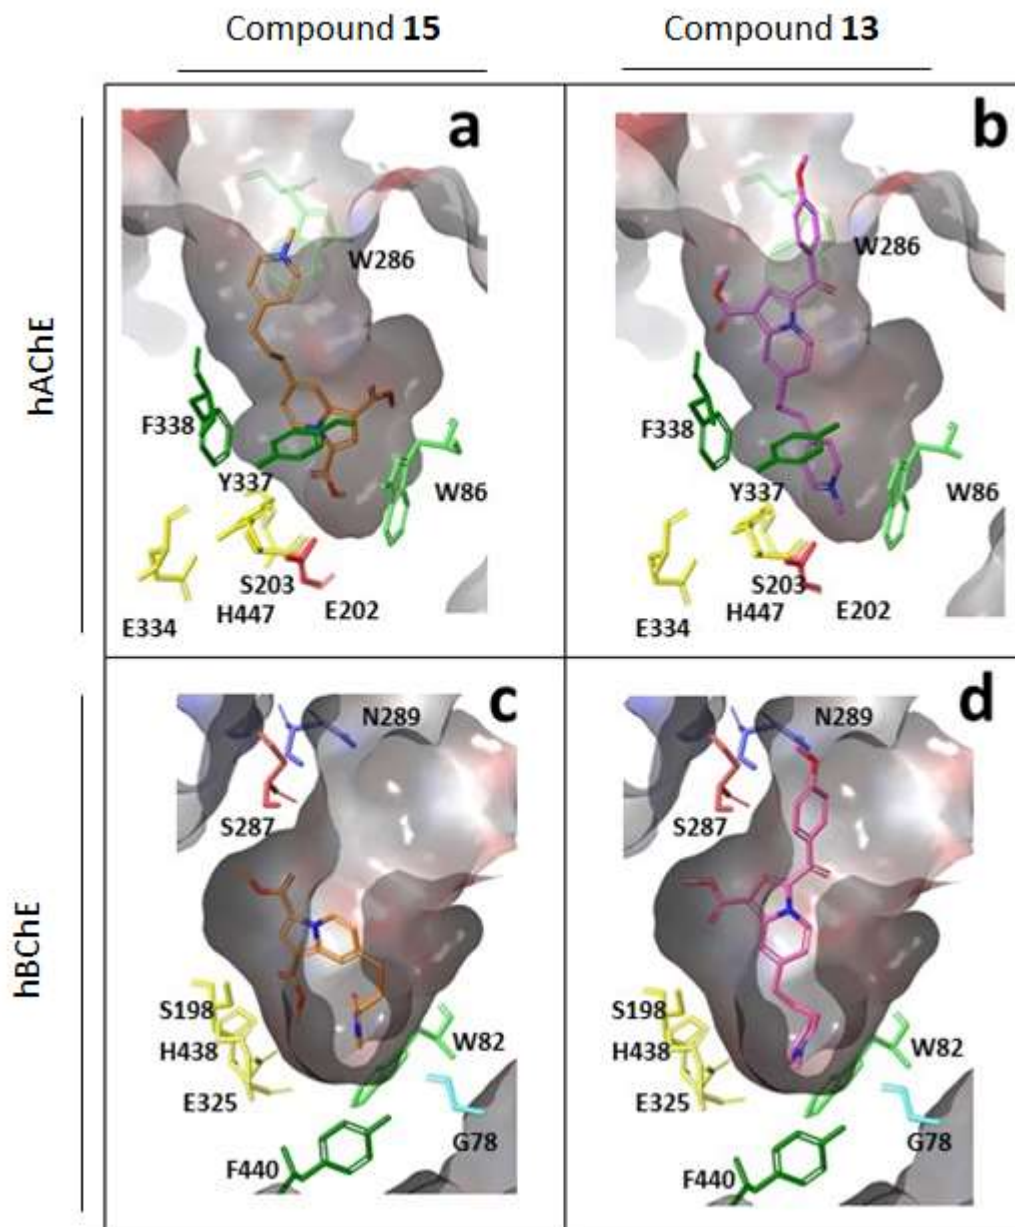 Compound 15
Compound 13
hAChE
a
W286
F338
Y337
W86
S203
H447
E202
E334
b
W286
F338
Y337
W86
S203
H447
E202
E334
hBChE
c
N289
S287
S198
H438
W82
E325
G78
F440
d
N289
S287
S198
H438
W82
E325
G78
F440